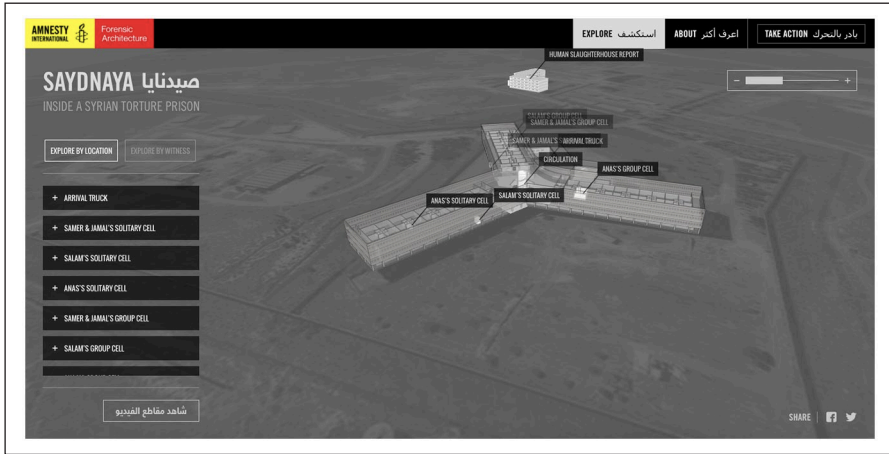 AMNESTY
INTERNATIONAL
Forensic
Architecture
EXPLORE استكشف
ABOUT اعرف أكثر
TAKE ACTION بادر بالتحرك
SAYDNAYA صيدنايا
INSIDE A SYRIAN TORTURE PRISON
EXPLORE BY LOCATION
EXPLORE BY WITNESS
+ ARRIVAL TRUCK
+ SAMER & JAMAL'S SOLITARY CELL
+ SALAM'S SOLITARY CELL
+ ANAS'S SOLITARY CELL
+ SAMER & JAMAL'S GROUP CELL
+ SALAM'S GROUP CELL
شاهد مقاطع الفيديو
HUMAN SLAUGHTERHOUSE REPORT
- +
SALAM'S GROUP CELL
SAMER & JAMAL'S GROUP CELL
SAMER & JAMAL'S
ARRIVAL TRUCK
CIRCULATION
ANAS'S GROUP CELL
SALAM'S SOLITARY CELL
ANAS'S SOLITARY CELL
SHARE